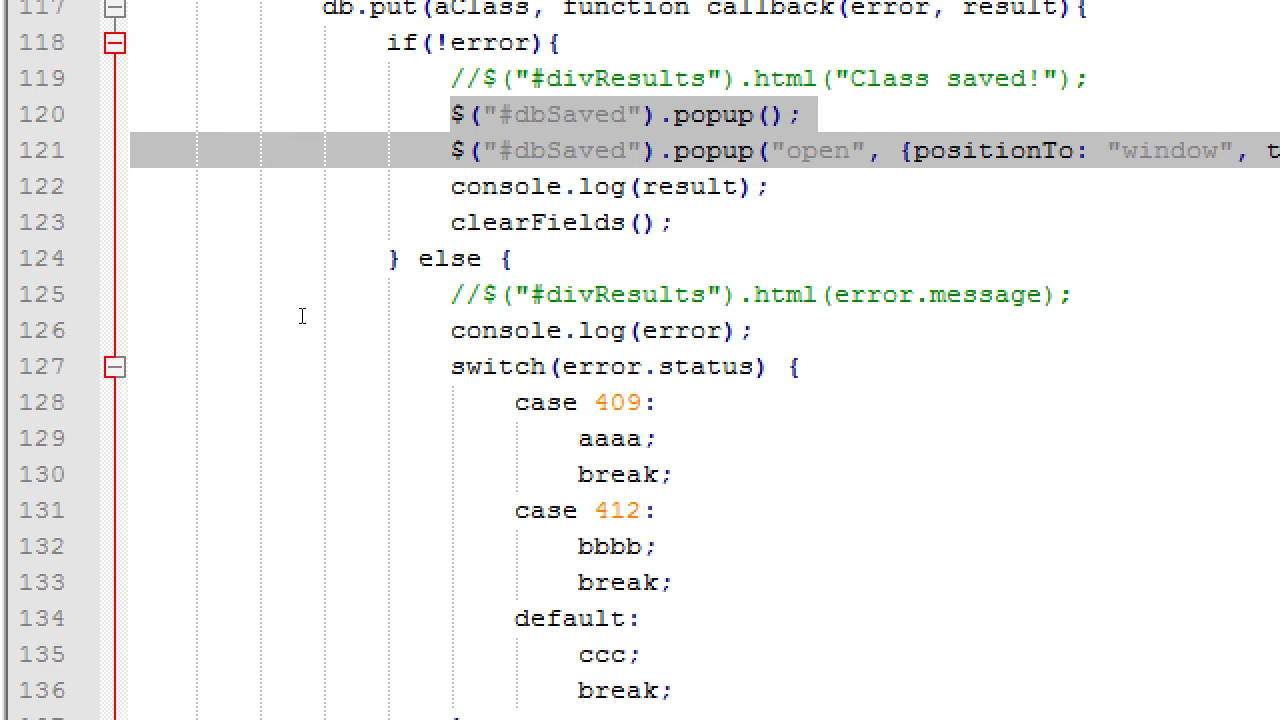 117 db.put(aClass, function callback(error, result){
118 if(!error){
119 //$("#divResults").html("Class saved!");
120 $("#dbSaved").popup();
121 $("#dbSaved").popup("open", {positionTo: "window", t
122 console.log(result);
123 clearFields();
124 } else {
125 //$("#divResults").html(error.message);
126 console.log(error);
127 switch(error.status) {
128 case 409:
129 aaaa;
130 break;
131 case 412:
132 bbbb;
133 break;
134 default:
135 ccc;
136 break;